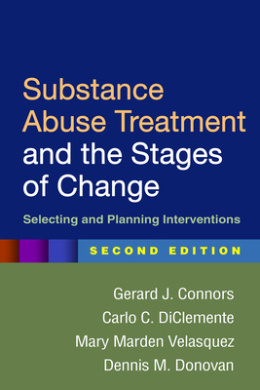 Substance
Abuse Treatment
and the Stages
of Change
Selecting and Planning Interventions
SECOND EDITION
Gerard J. Connors
Carlo C. DiClemente
Mary Marden Velasquez
Dennis M. Donovan